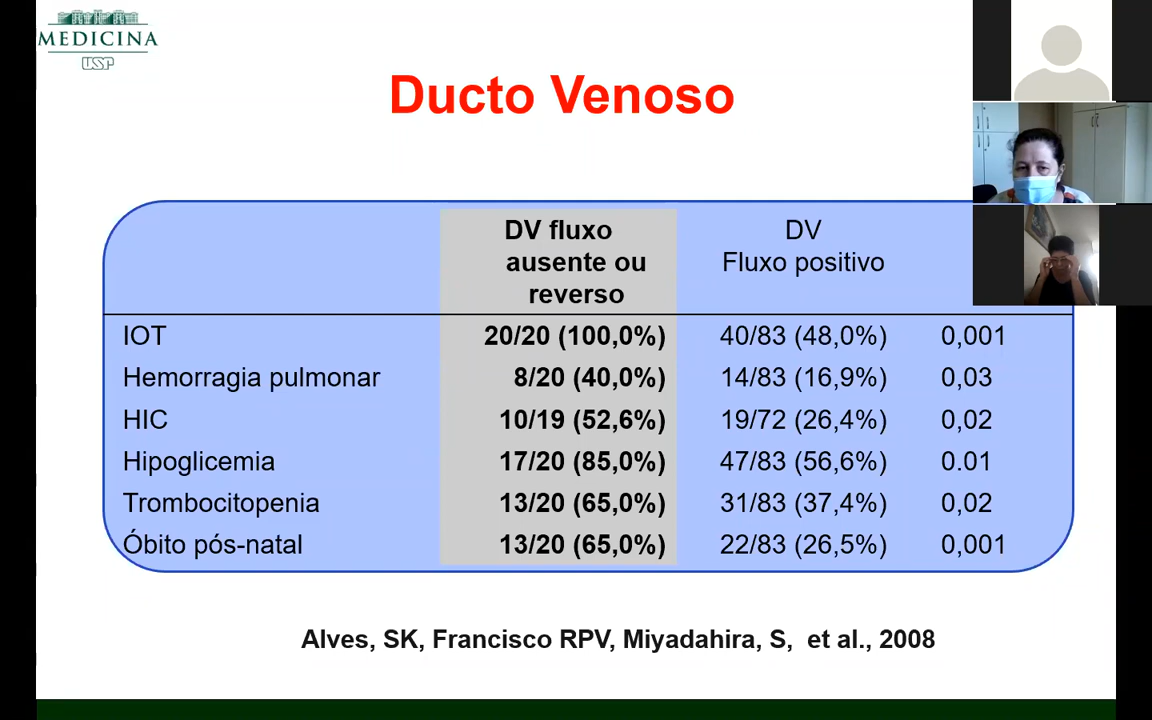 MEDICINA
USP
Ducto Venoso
DV fluxo ausente ou reverso
DV Fluxo positivo
IOT 20/20 (100,0%) 40/83 (48,0%) 0,001
Hemorragia pulmonar 8/20 (40,0%) 14/83 (16,9%) 0,03
HIC 10/19 (52,6%) 19/72 (26,4%) 0,02
Hipoglicemia 17/20 (85,0%) 47/83 (56,6%) 0.01
Trombocitopenia 13/20 (65,0%) 31/83 (37,4%) 0,02
Óbito pós-natal 13/20 (65,0%) 22/83 (26,5%) 0,001
Alves, SK, Francisco RPV, Miyadahira, S, et al., 2008